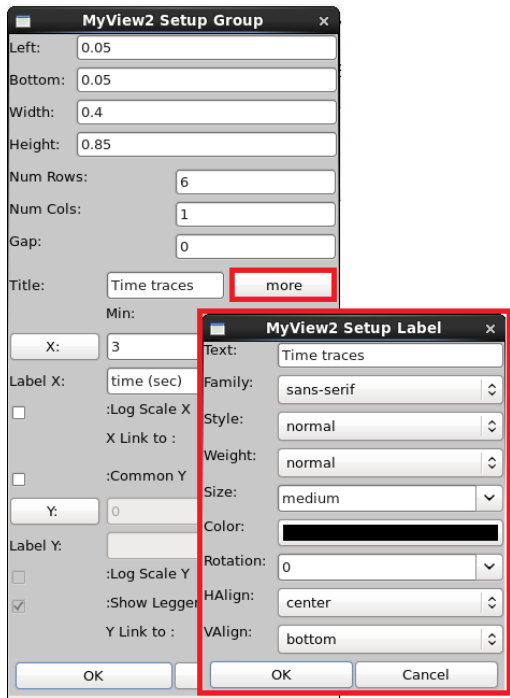 MyView2 Setup Group
Left: 0.05
Bottom: 0.05
Width: 0.4
Height: 0.85
Num Rows: 6
Num Cols: 1
Gap: 0
Title: Time traces more
Min:
X: 3
Label X: time (sec)
:Log Scale X
X Link to :
:Common Y
Y: 0
Label Y:
:Log Scale Y
:Show Legger
Y Link to :
OK
MyView2 Setup Label
Text: Time traces
Family: sans-serif
Style: normal
Weight: normal
Size: medium
Color:
Rotation: 0
HAlign: center
VAlign: bottom
OK Cancel